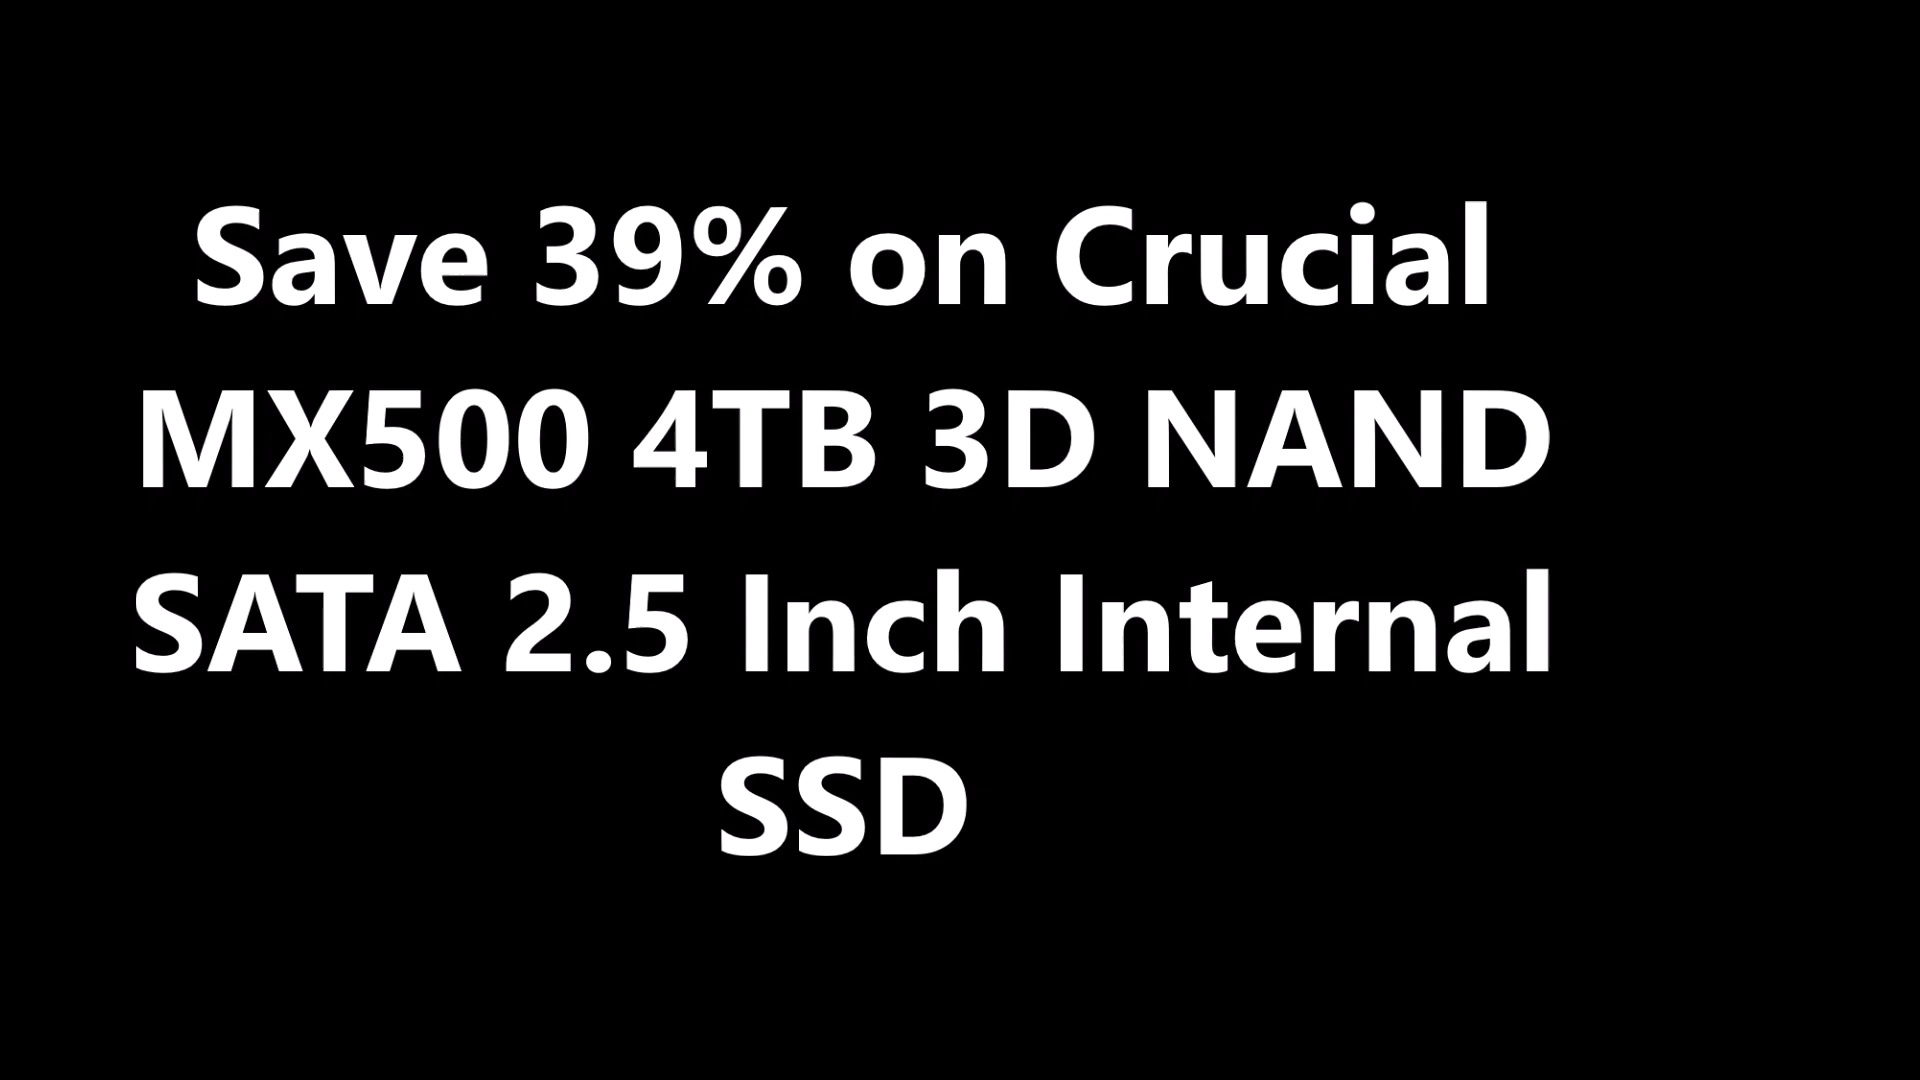 Save 39% on Crucial
MX500 4TB 3D NAND
SATA 2.5 Inch Internal
SSD